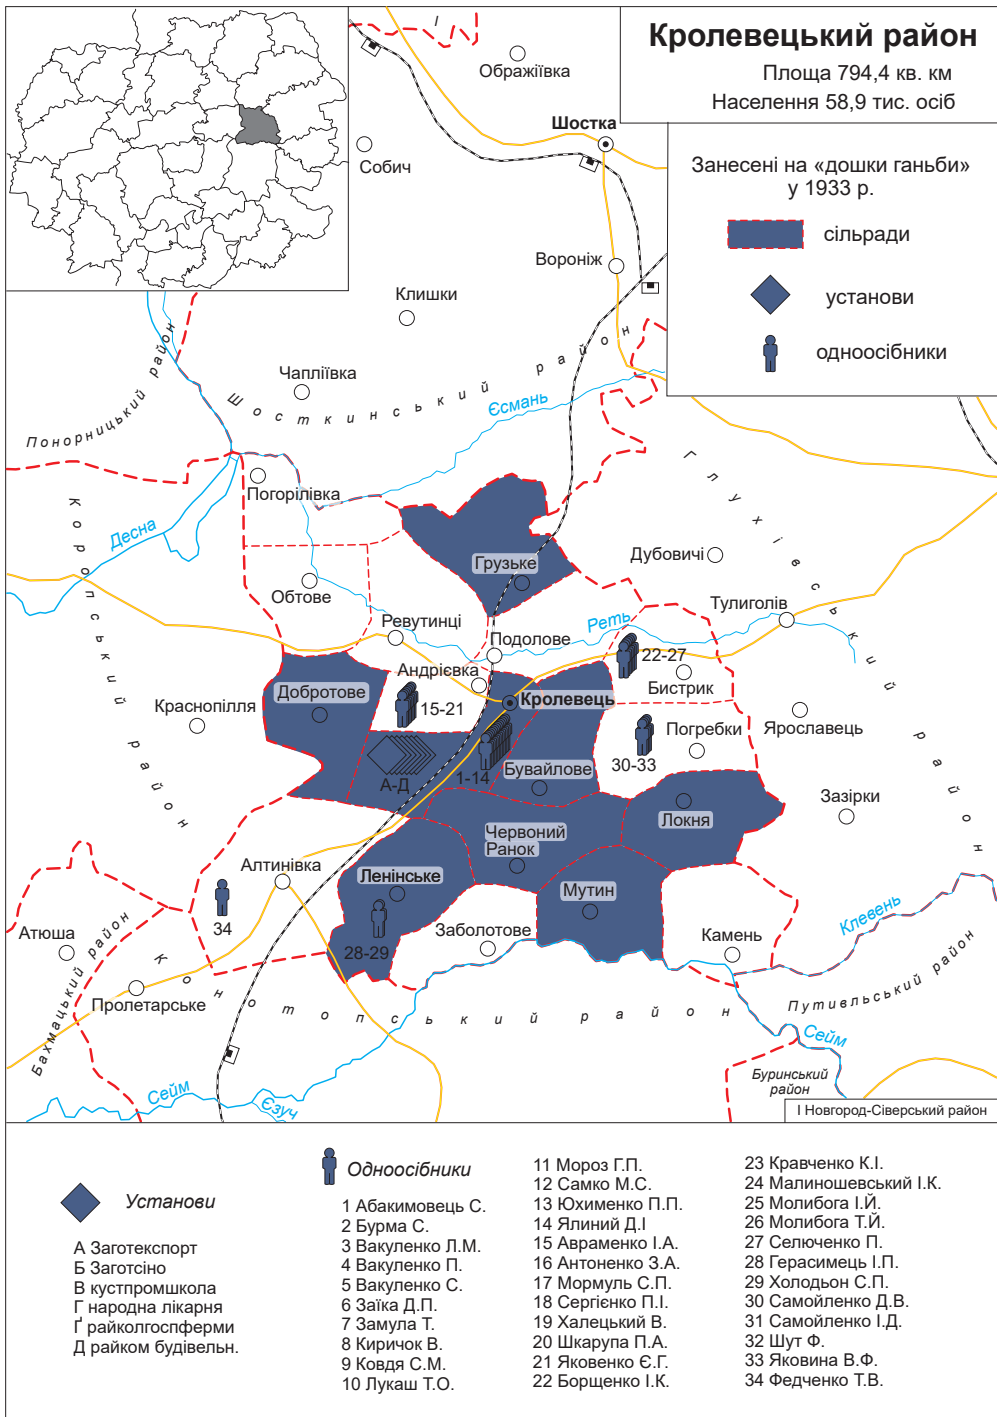 Кролевецький район
Площа 794,4 кв. км
Населення 58,9 тис. осіб
Занесені на «дошки ганьби»
у 1933 р.
сільради
установи
одноосібники
І
Ображіївка
Шостка
Собич
Вороніж
Клишки
Чапліївка
Понорницький район
Шосткинський район
Єсмань
Погорілівка
Десна
Коропський район
Глухівський район
Грузьке
Дубовичі
Обтове
Тулиголів
Ревутинці
Реть
Подолове
22-27
Андрієвка
Бистрик
Добротове
15-21
Кролевець
Краснопілля
Ярославець
Погребки
30-33
А-Д
1-14
Бувайлове
Локня
Зазірки
Червоний
Ранок
Алтинівка
Ленінське
Мутин
34
Клевень
Атюша
28-29
Заболотове
Камень
Бахмацький район
Конотопський район
Путивльський район
Пролетарське
Сейм
Сейм
Єзуч
Буринський
район
І Новгород-Сіверський район
Установи
А Заготекспорт
Б Заготсіно
В кустпромшкола
Г народна лікарня
Ґ райколгоспферми
Д райком будівельн.
Одноосібники
1 Абакимовець С.
2 Бурма С.
3 Вакуленко Л.М.
4 Вакуленко П.
5 Вакуленко С.
6 Заїка Д.П.
7 Замула Т.
8 Киричок В.
9 Ковдя С.М.
10 Лукаш Т.О.
11 Мороз Г.П.
12 Самко М.С.
13 Юхименко П.П.
14 Ялиний Д.І
15 Авраменко І.А.
16 Антоненко З.А.
17 Мормуль С.П.
18 Сергієнко П.І.
19 Халецький В.
20 Шкарупа П.А.
21 Яковенко Є.Г.
22 Борщенко І.К.
23 Кравченко К.І.
24 Малиношевський І.К.
25 Молибога І.Й.
26 Молибога Т.Й.
27 Селюченко П.
28 Герасимець І.П.
29 Холодьон С.П.
30 Самойленко Д.В.
31 Самойленко І.Д.
32 Шут Ф.
33 Яковина В.Ф.
34 Федченко Т.В.